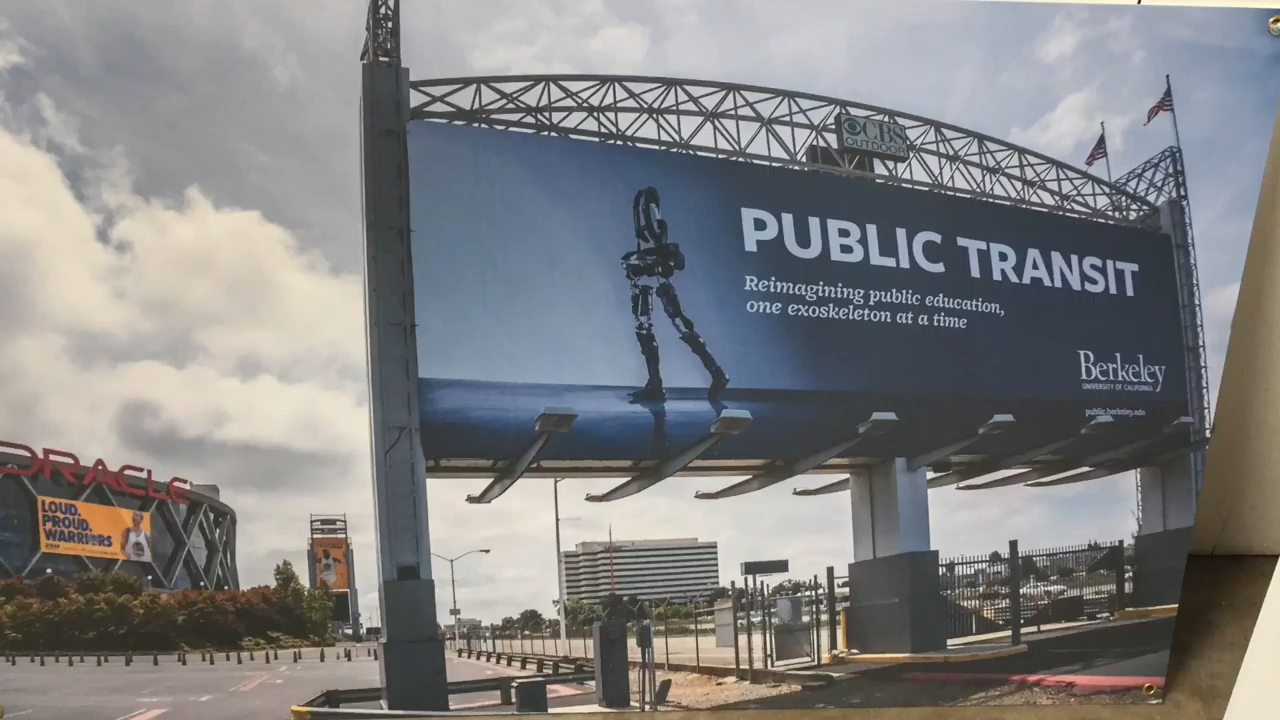 CBS
OUTDOOR
PUBLIC TRANSIT
Reimagining public education,
one exoskeleton at a time
Berkeley
UNIVERSITY OF CALIFORNIA
public.berkeley.edu
ORACLE
LOUD.
PROUD.
WARRIORS